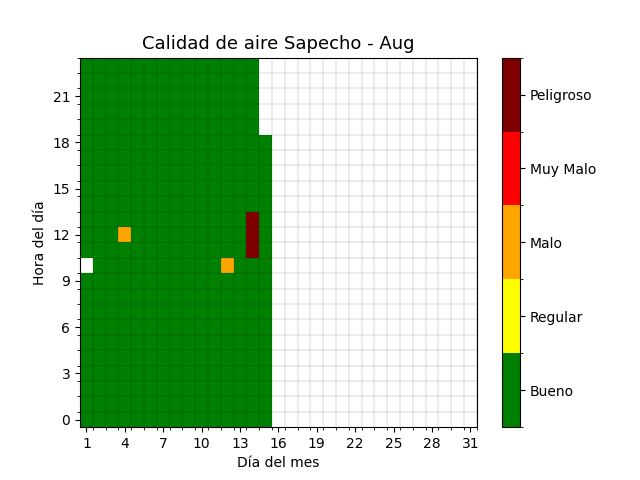 Calidad de aire Sapecho - Aug
Hora del día
21
18
15
12
9
6
3
0
1 4 7 10 13 16 19 22 25 28 31
Día del mes
Peligroso
Muy Malo
Malo
Regular
Bueno